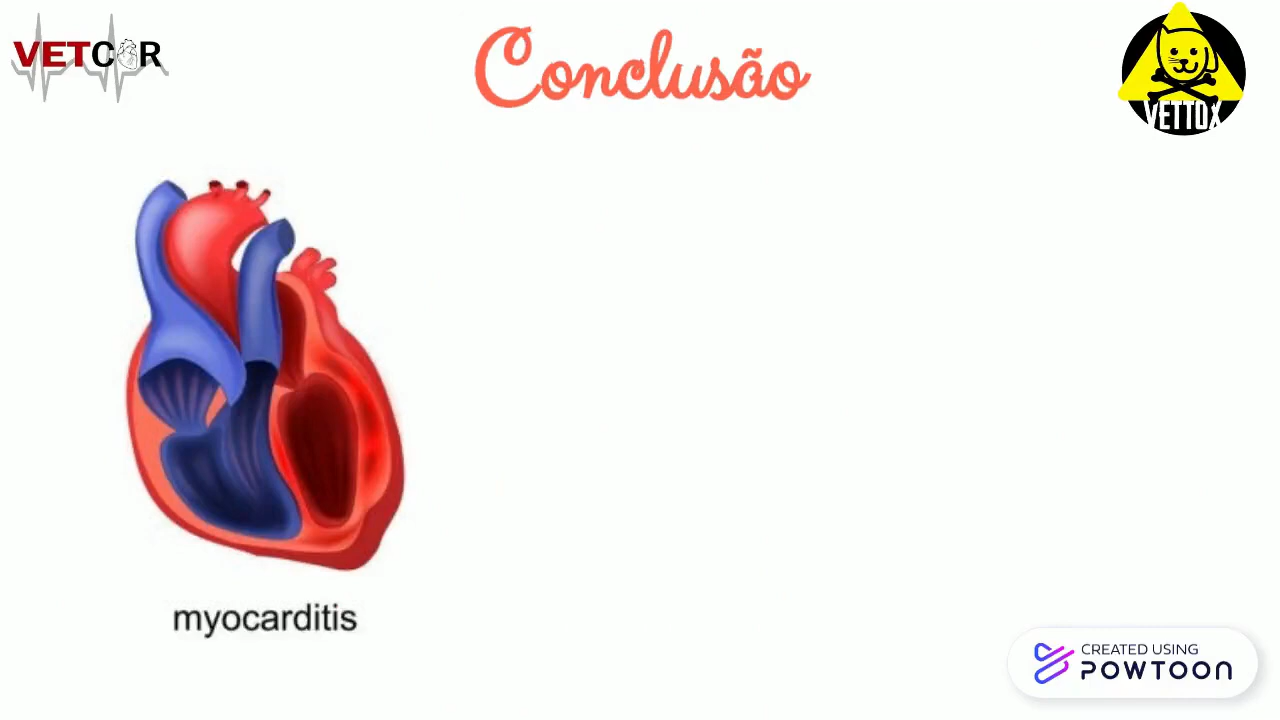 VETCOR
Conclusão
VETTOX
myocarditis
CREATED USING
POWTOON